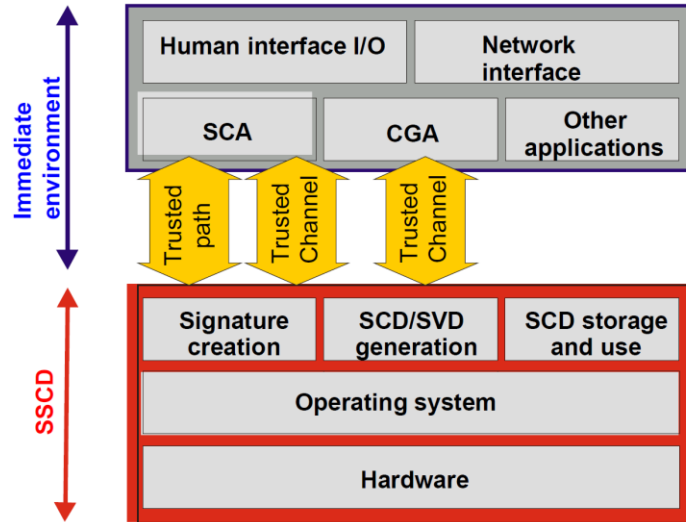 Immediate
environment
Human interface I/O
Network
interface
SCA
CGA
Other
applications
Trusted
path
Trusted
Channel
Trusted
Channel
SSCD
Signature
creation
SCD/SVD
generation
SCD storage
and use
Operating system
Hardware